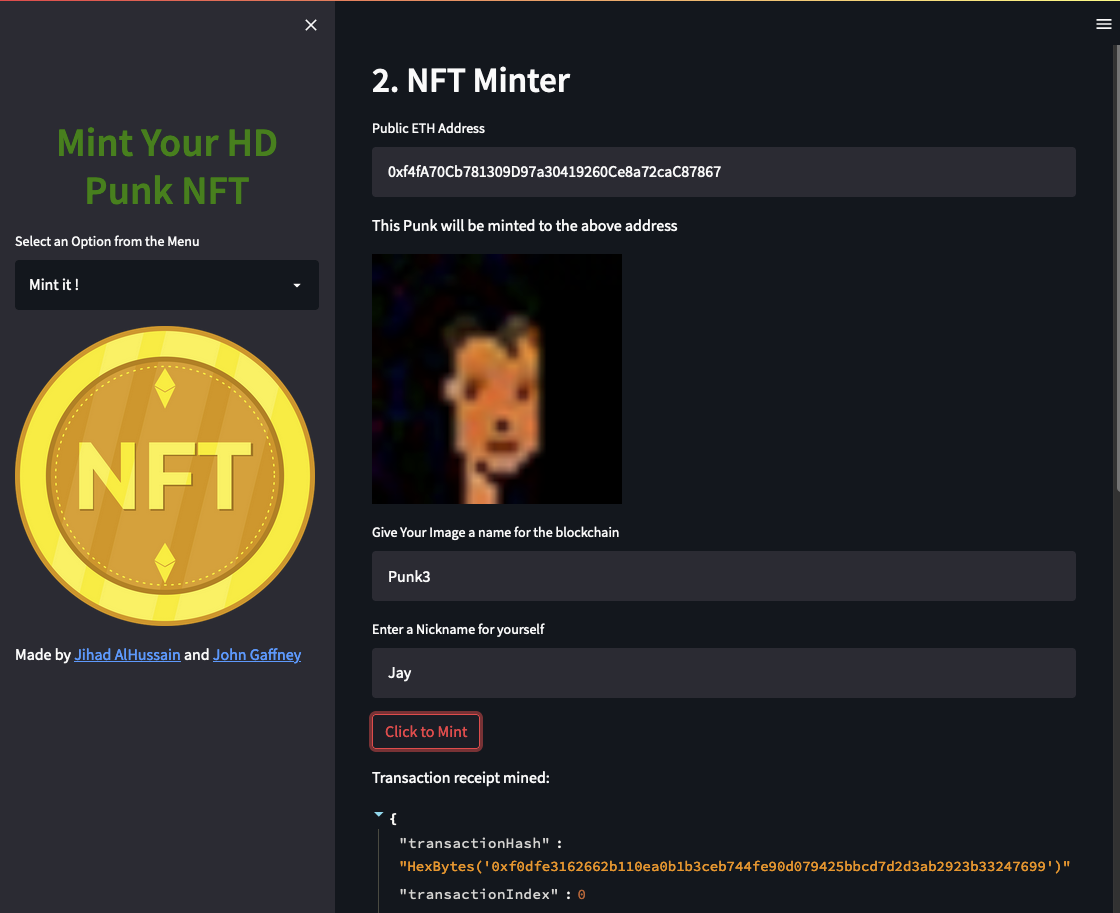 Mint Your HD
Punk NFT
Select an Option from the Menu
Mint it !
NFT
Made by Jihad AlHussain and John Gaffney
2. NFT Minter
Public ETH Address
0xf4fA70Cb781309D97a30419260Ce8a72caC87867
This Punk will be minted to the above address
Give Your Image a name for the blockchain
Punk3
Enter a Nickname for yourself
Jay
Click to Mint
Transaction receipt mined:
{
"transactionHash" :
"HexBytes('0xf0dfe3162662b110ea0b1b3ceb744fe90d079425bbcd7d2d3ab2923b33247699')"
"transactionIndex" : 0